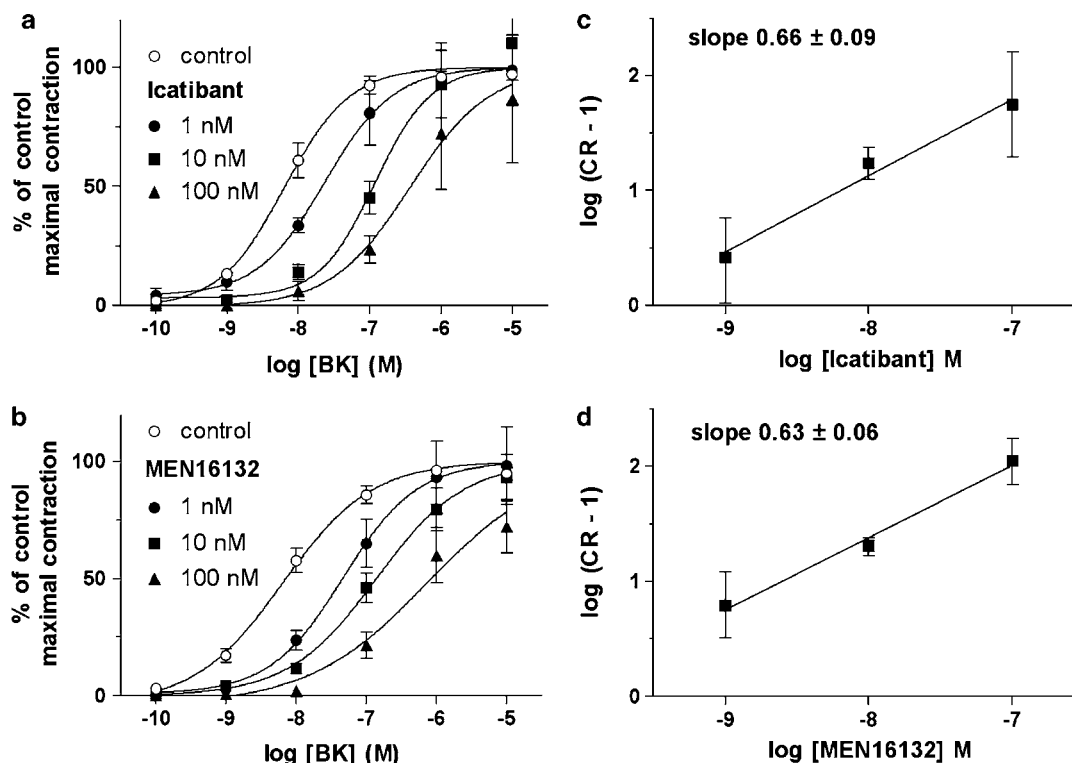 a
% of control
maximal contraction
100
50
0
control
Icatibant
1 nM
10 nM
100 nM
-10 -9 -8 -7 -6 -5
log [BK] (M)
c
slope 0.66 ± 0.09
log (CR - 1)
2
1
0
-9 -8 -7
log [Icatibant] M
b
% of control
maximal contraction
100
50
0
control
MEN16132
1 nM
10 nM
100 nM
-10 -9 -8 -7 -6 -5
log [BK] (M)
d
slope 0.63 ± 0.06
log (CR - 1)
2
1
0
-9 -8 -7
log [MEN16132] M